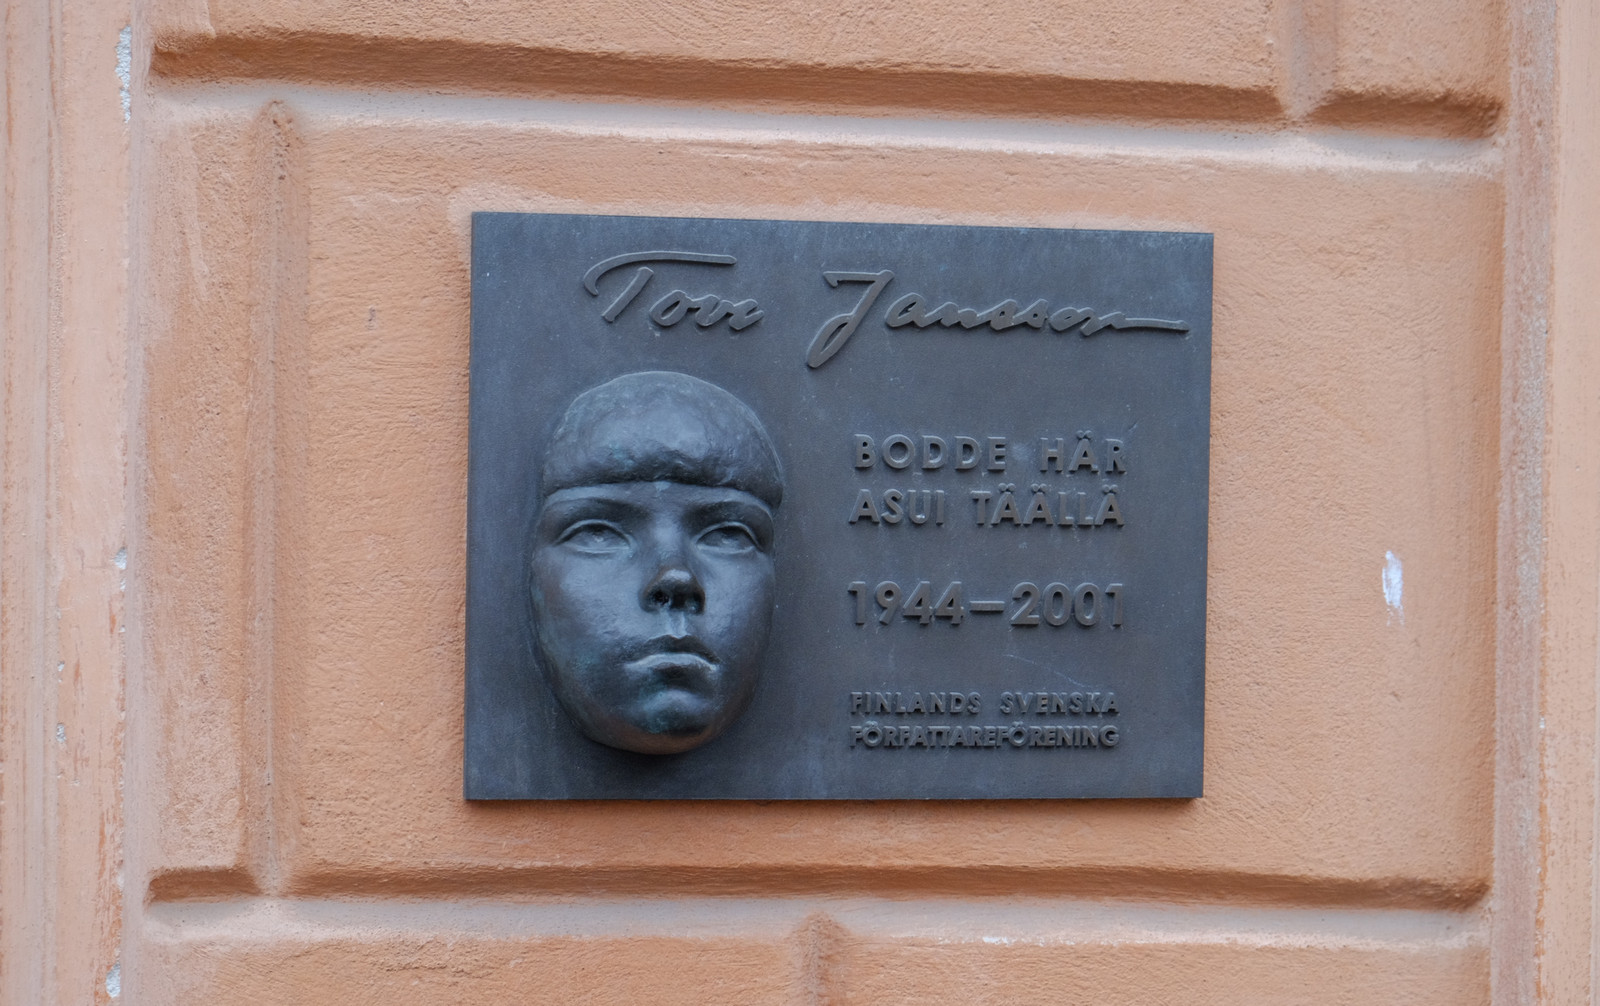 Tove Jansson
BODDE HÄR
ASUI TÄÄLLÄ
1944–2001
FINLANDS SVENSKA
FÖRFATTAREFÖRENING